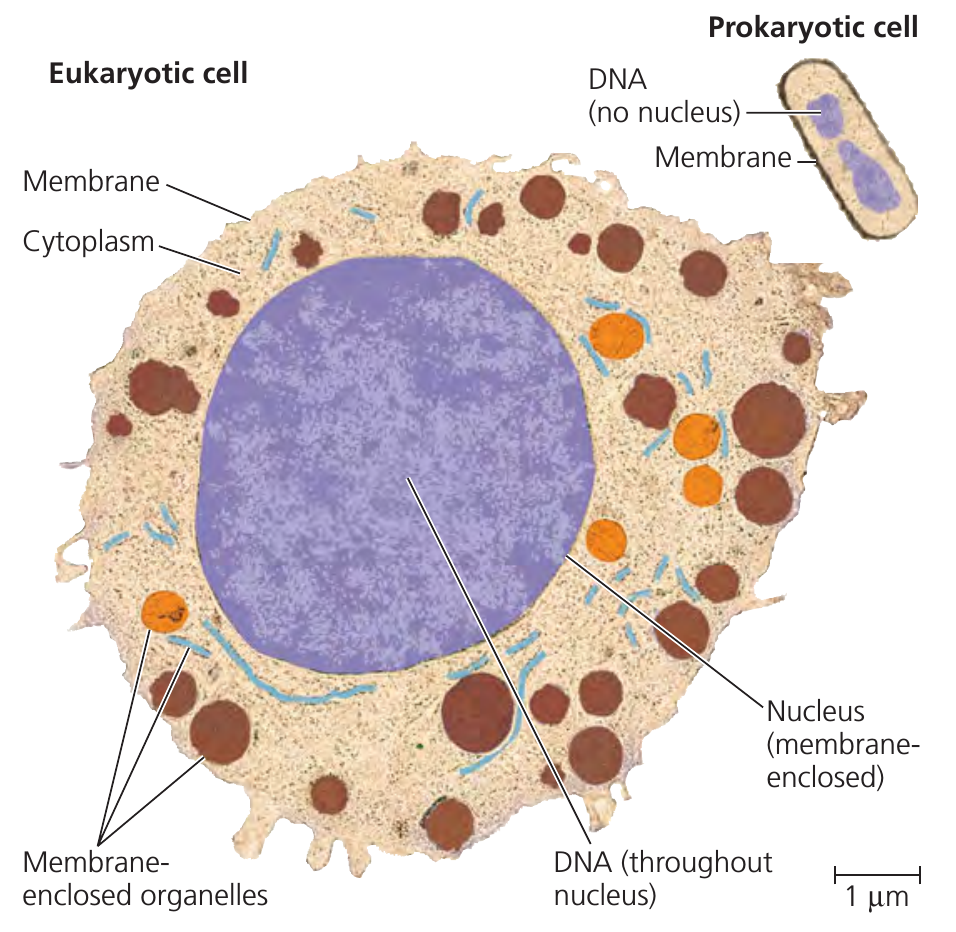 Prokaryotic cell
Eukaryotic cell
DNA
(no nucleus)
Membrane
Membrane
Cytoplasm
Nucleus
(membrane-
enclosed)
Membrane-
enclosed organelles
DNA (throughout
nucleus)
1 μm